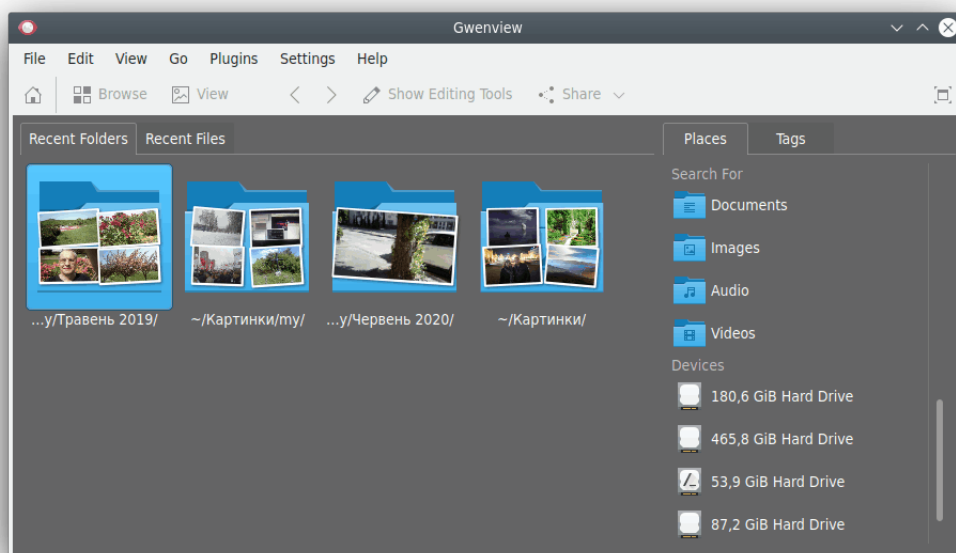 Gwenview
File Edit View Go Plugins Settings Help
Browse View Show Editing Tools Share
Recent Folders Recent Files
...y/Травень 2019/ ~/Картинки/my/ ...y/Червень 2020/ ~/Картинки/
Places Tags
Search For
Documents
Images
Audio
Videos
Devices
180,6 GiB Hard Drive
465,8 GiB Hard Drive
53,9 GiB Hard Drive
87,2 GiB Hard Drive